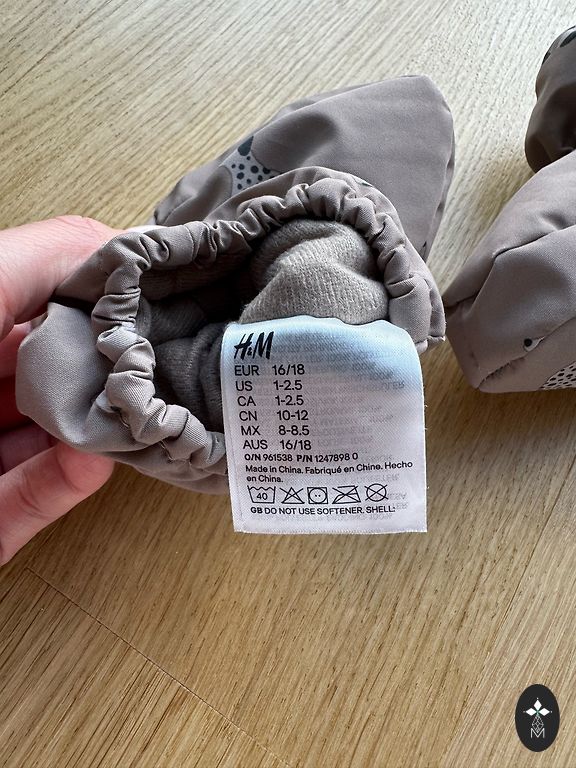 H&M
EUR 16/18
US 1-2.5
CA 1-2.5
CN 10-12
MX 8-8.5
AUS 16/18
O/N 961538 P/N 1247898 0
Made in China. Fabriqué en Chine. Hecho
en China.
40
GB DO NOT USE SOFTENER. SHELL:
M